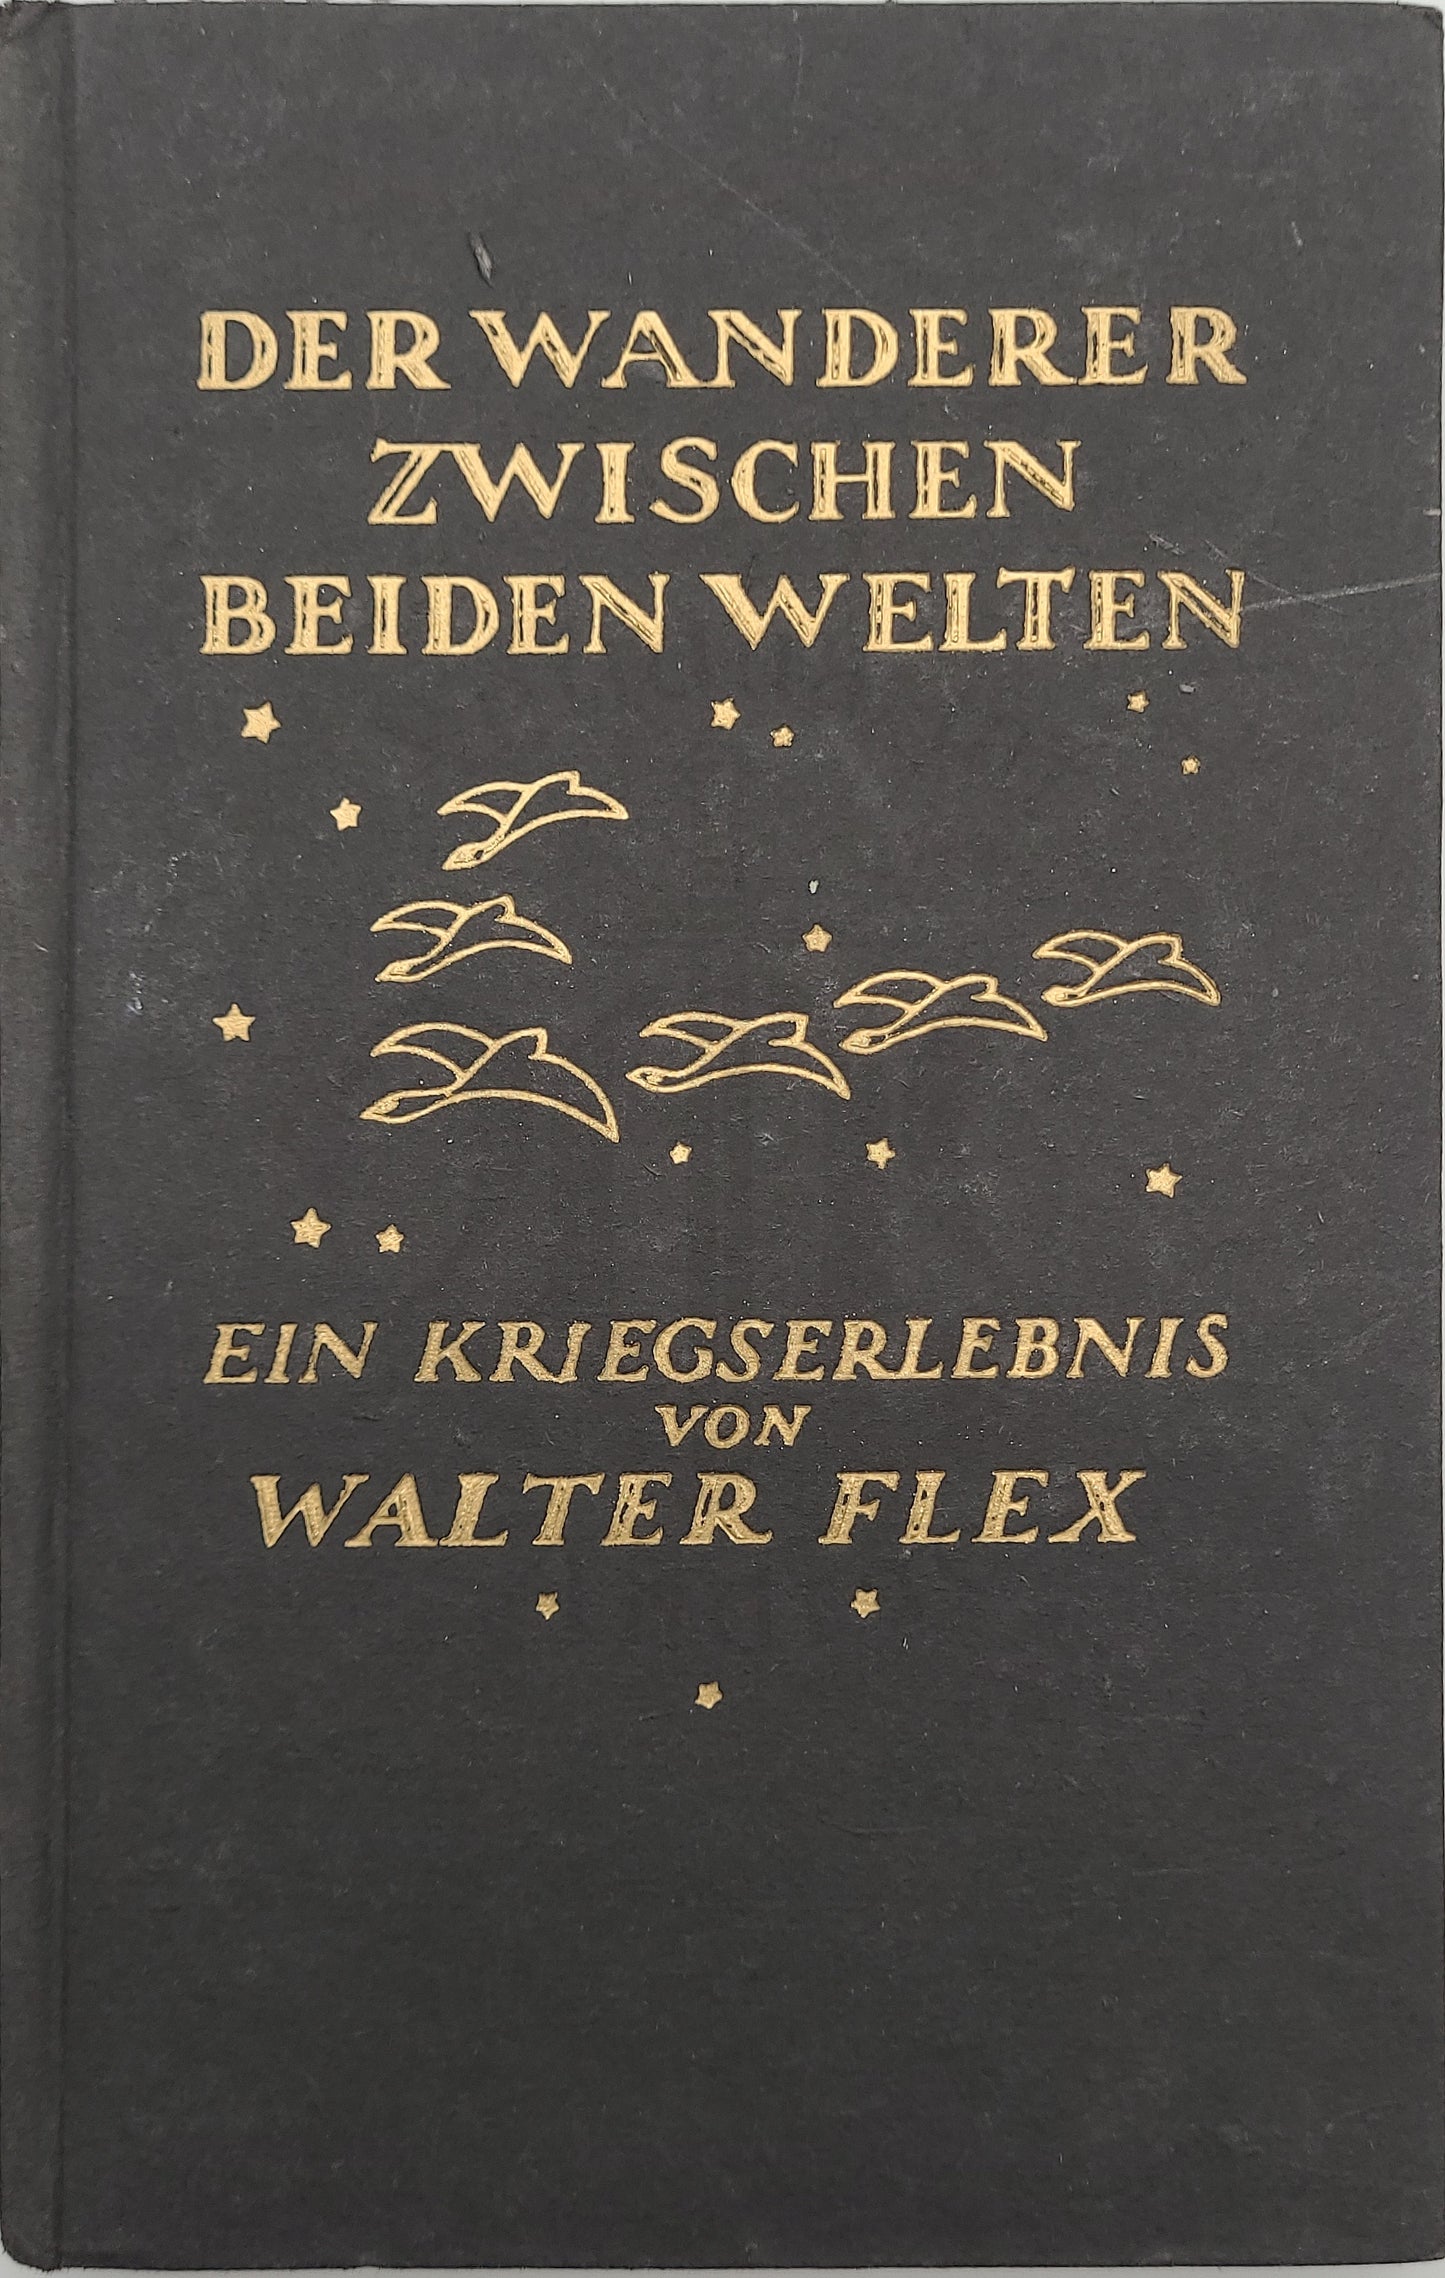 DER WANDERER
ZWISCHEN
BEIDEN WELTEN
EIN KRIEGSERLEBNIS
VON
WALTER FLEX